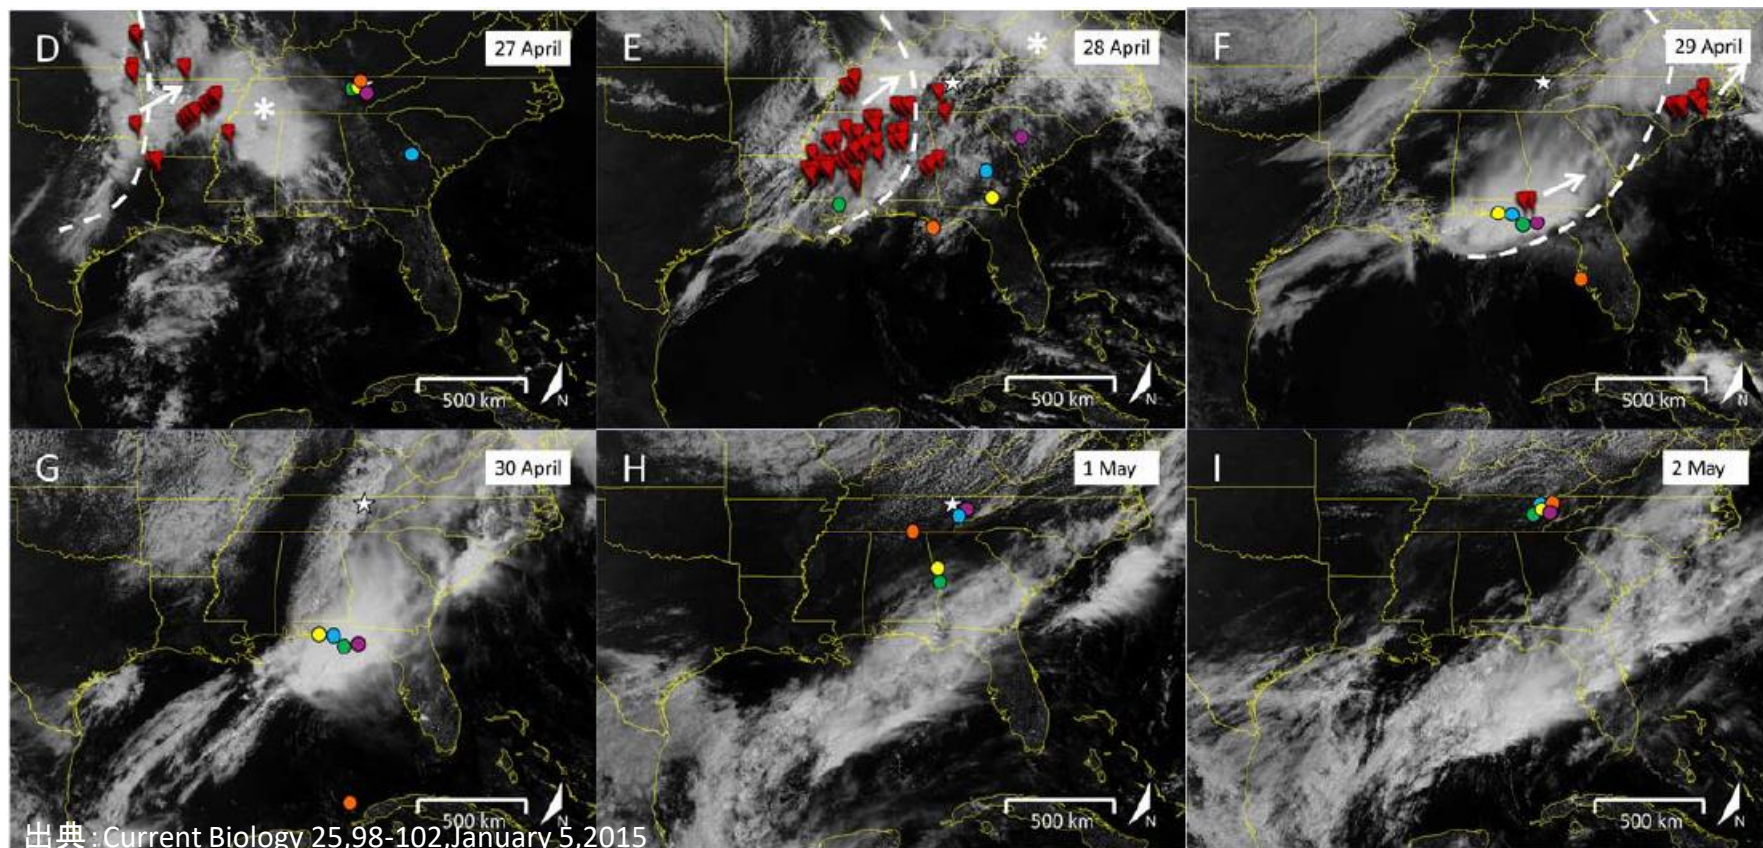 D
27 April
500 km
N
E
28 April
500 km
N
F
29 April
500 km
N
G
30 April
500 km
N
H
1 May
500 km
N
I
2 May
500 km
N
出典:Current Biology 25,98-102,January 5,2015